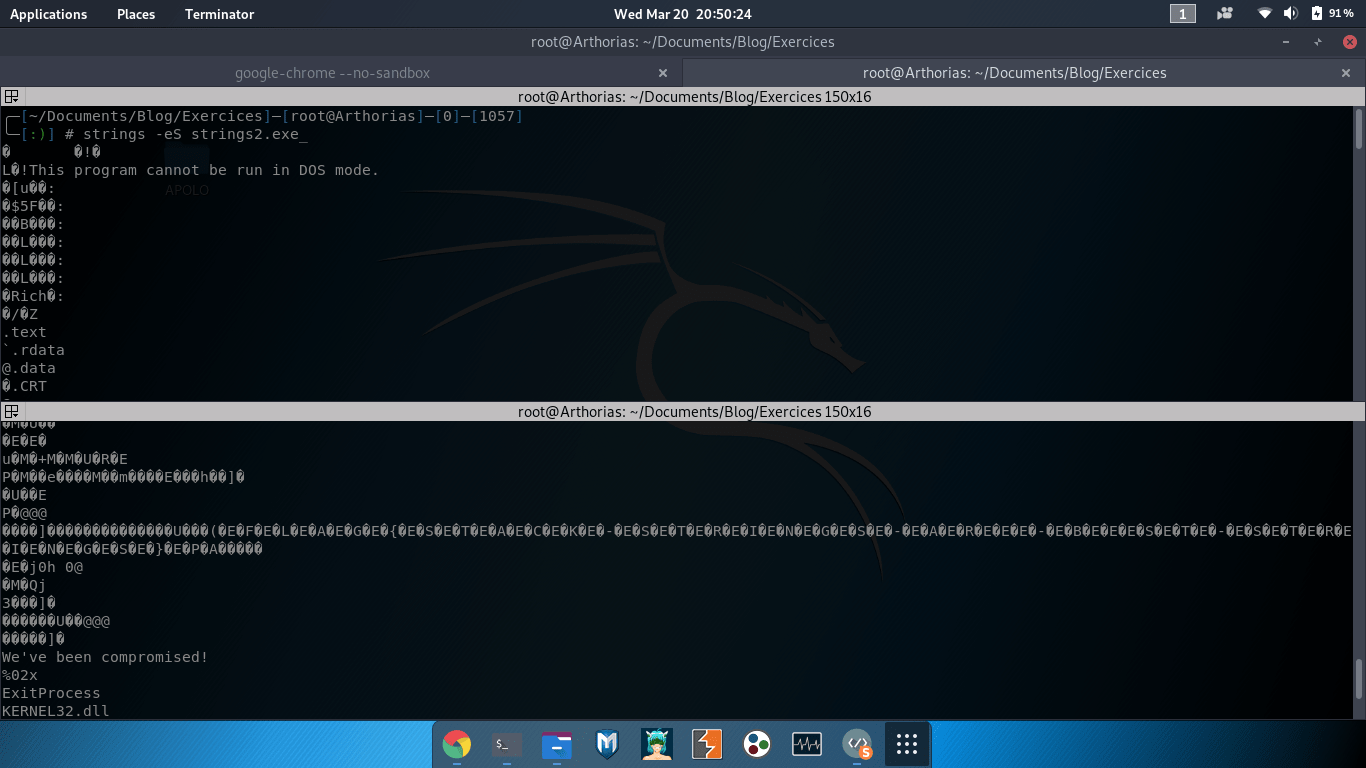 Applications Places Terminator Wed Mar 20 20:50:24 1 91%
root@Arthorias: ~/Documents/Blog/Exercices
google-chrome --no-sandbox × root@Arthorias: ~/Documents/Blog/Exercices ×
root@Arthorias: ~/Documents/Blog/Exercices 150x16
╭─[~/Documents/Blog/Exercices]─[root@Arthorias]─[0]─[1057]
╰─[:)] # strings -eS strings2.exe_
� �!�
L�!This program cannot be run in DOS mode.
�[u��:
APOLO
�$5F��:
��B���:
��L���:
��L���:
��L���:
�Rich�:
�/�Z
.text
`.rdata
@.data
�.CRT
root@Arthorias: ~/Documents/Blog/Exercices 150x16
�M�U��
�E�E�
u�M�+M�M�U�R�E
P�M��e����M��m����E���h��]�
�U��E
P�@@@
����]��������������U���(�E�F�E�L�E�A�E�G�E�{�E�S�E�T�E�A�E�C�E�K�E�-�E�S�E�T�E�R�E�I�E�N�E�G�E�S�E�-�E�A�E�R�E�E�E�-�E�B�E�E�E�E�S�E�T�E�-�E�S�E�T�E�R�E
�I�E�N�E�G�E�S�E�}�E�P�A�����
�E�j0h 0@
�M�Qj
3���]�
������U��@@@
�����]�
We've been compromised!
%02x
ExitProcess
KERNEL32.dll